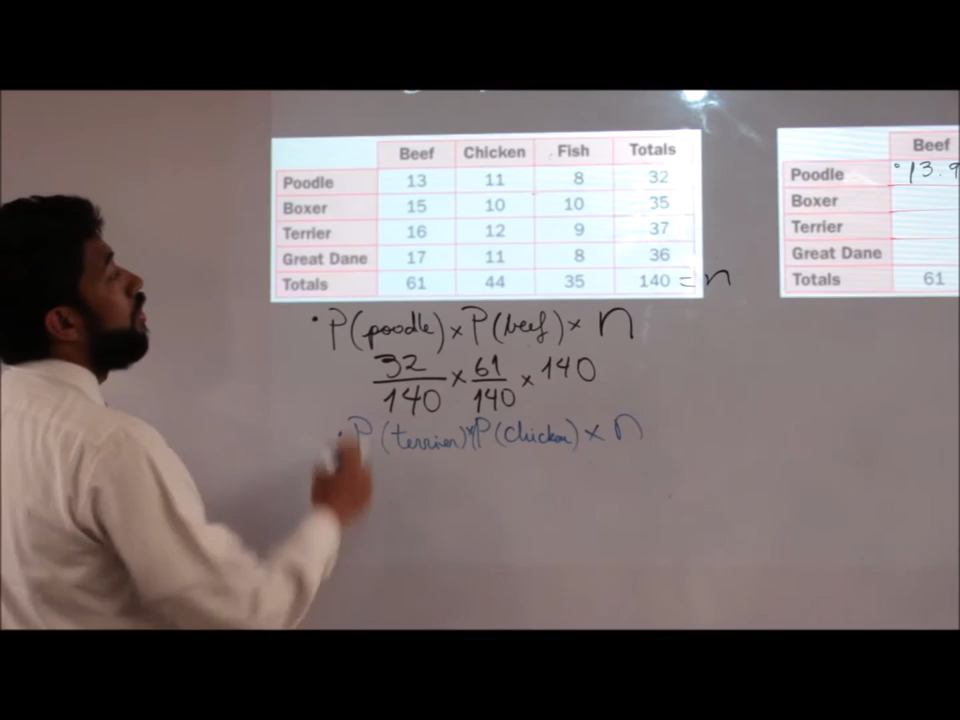 Beef Chicken Fish Totals
Poodle 13 11 8 32
Boxer 15 10 10 35
Terrier 16 12 9 37
Great Dane 17 11 8 36
Totals 61 44 35 140 = n
Beef
Poodle 13.9
Boxer
Terrier
Great Dane
Totals 61
• P(poodle) × P(beef) × n
32/140 × 61/140 × 140
• P(terrier) × P(chicken) × n